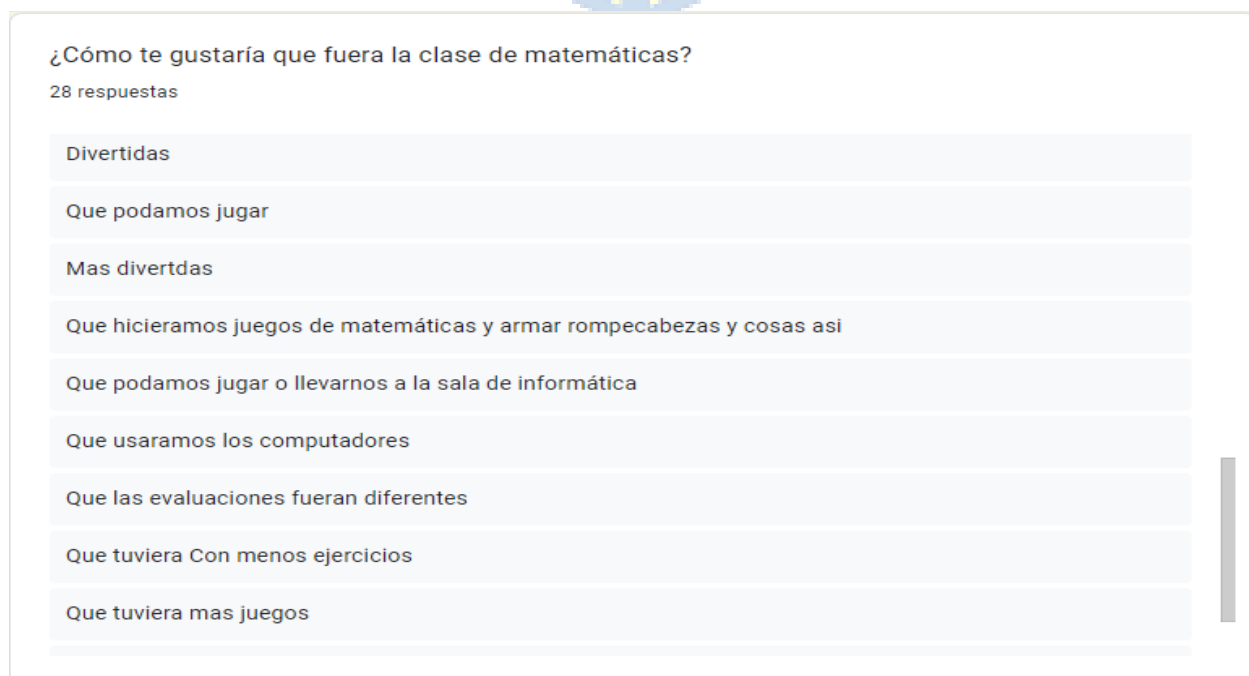 ¿Cómo te gustaría que fuera la clase de matemáticas?
28 respuestas
Divertidas
Que podamos jugar
Mas divertdas
Que hicieramos juegos de matemáticas y armar rompecabezas y cosas asi
Que podamos jugar o llevarnos a la sala de informática
Que usaramos los computadores
Que las evaluaciones fueran diferentes
Que tuviera Con menos ejercicios
Que tuviera mas juegos